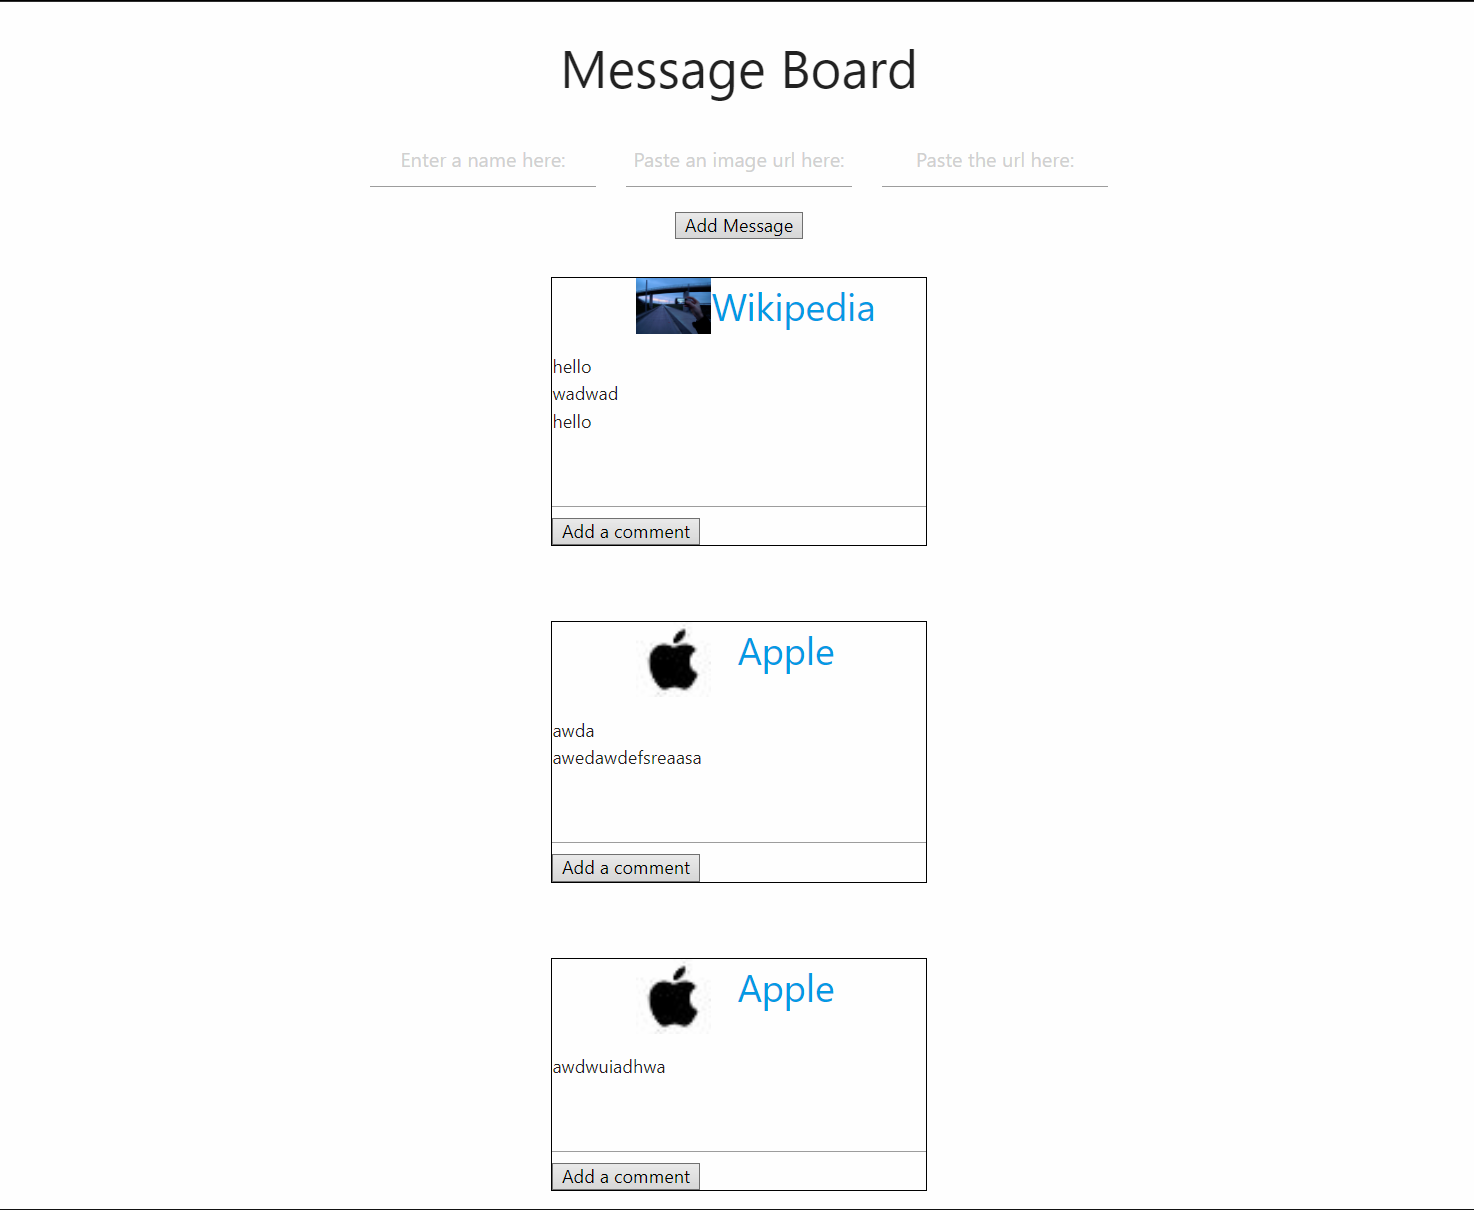 Message Board
Enter a name here: Paste an image url here: Paste the url here:
Add Message
Wikipedia
hello
wadwad
hello
Add a comment
Apple
awda
awedawdefsreaasa
Add a comment
Apple
awdwuiadhwa
Add a comment